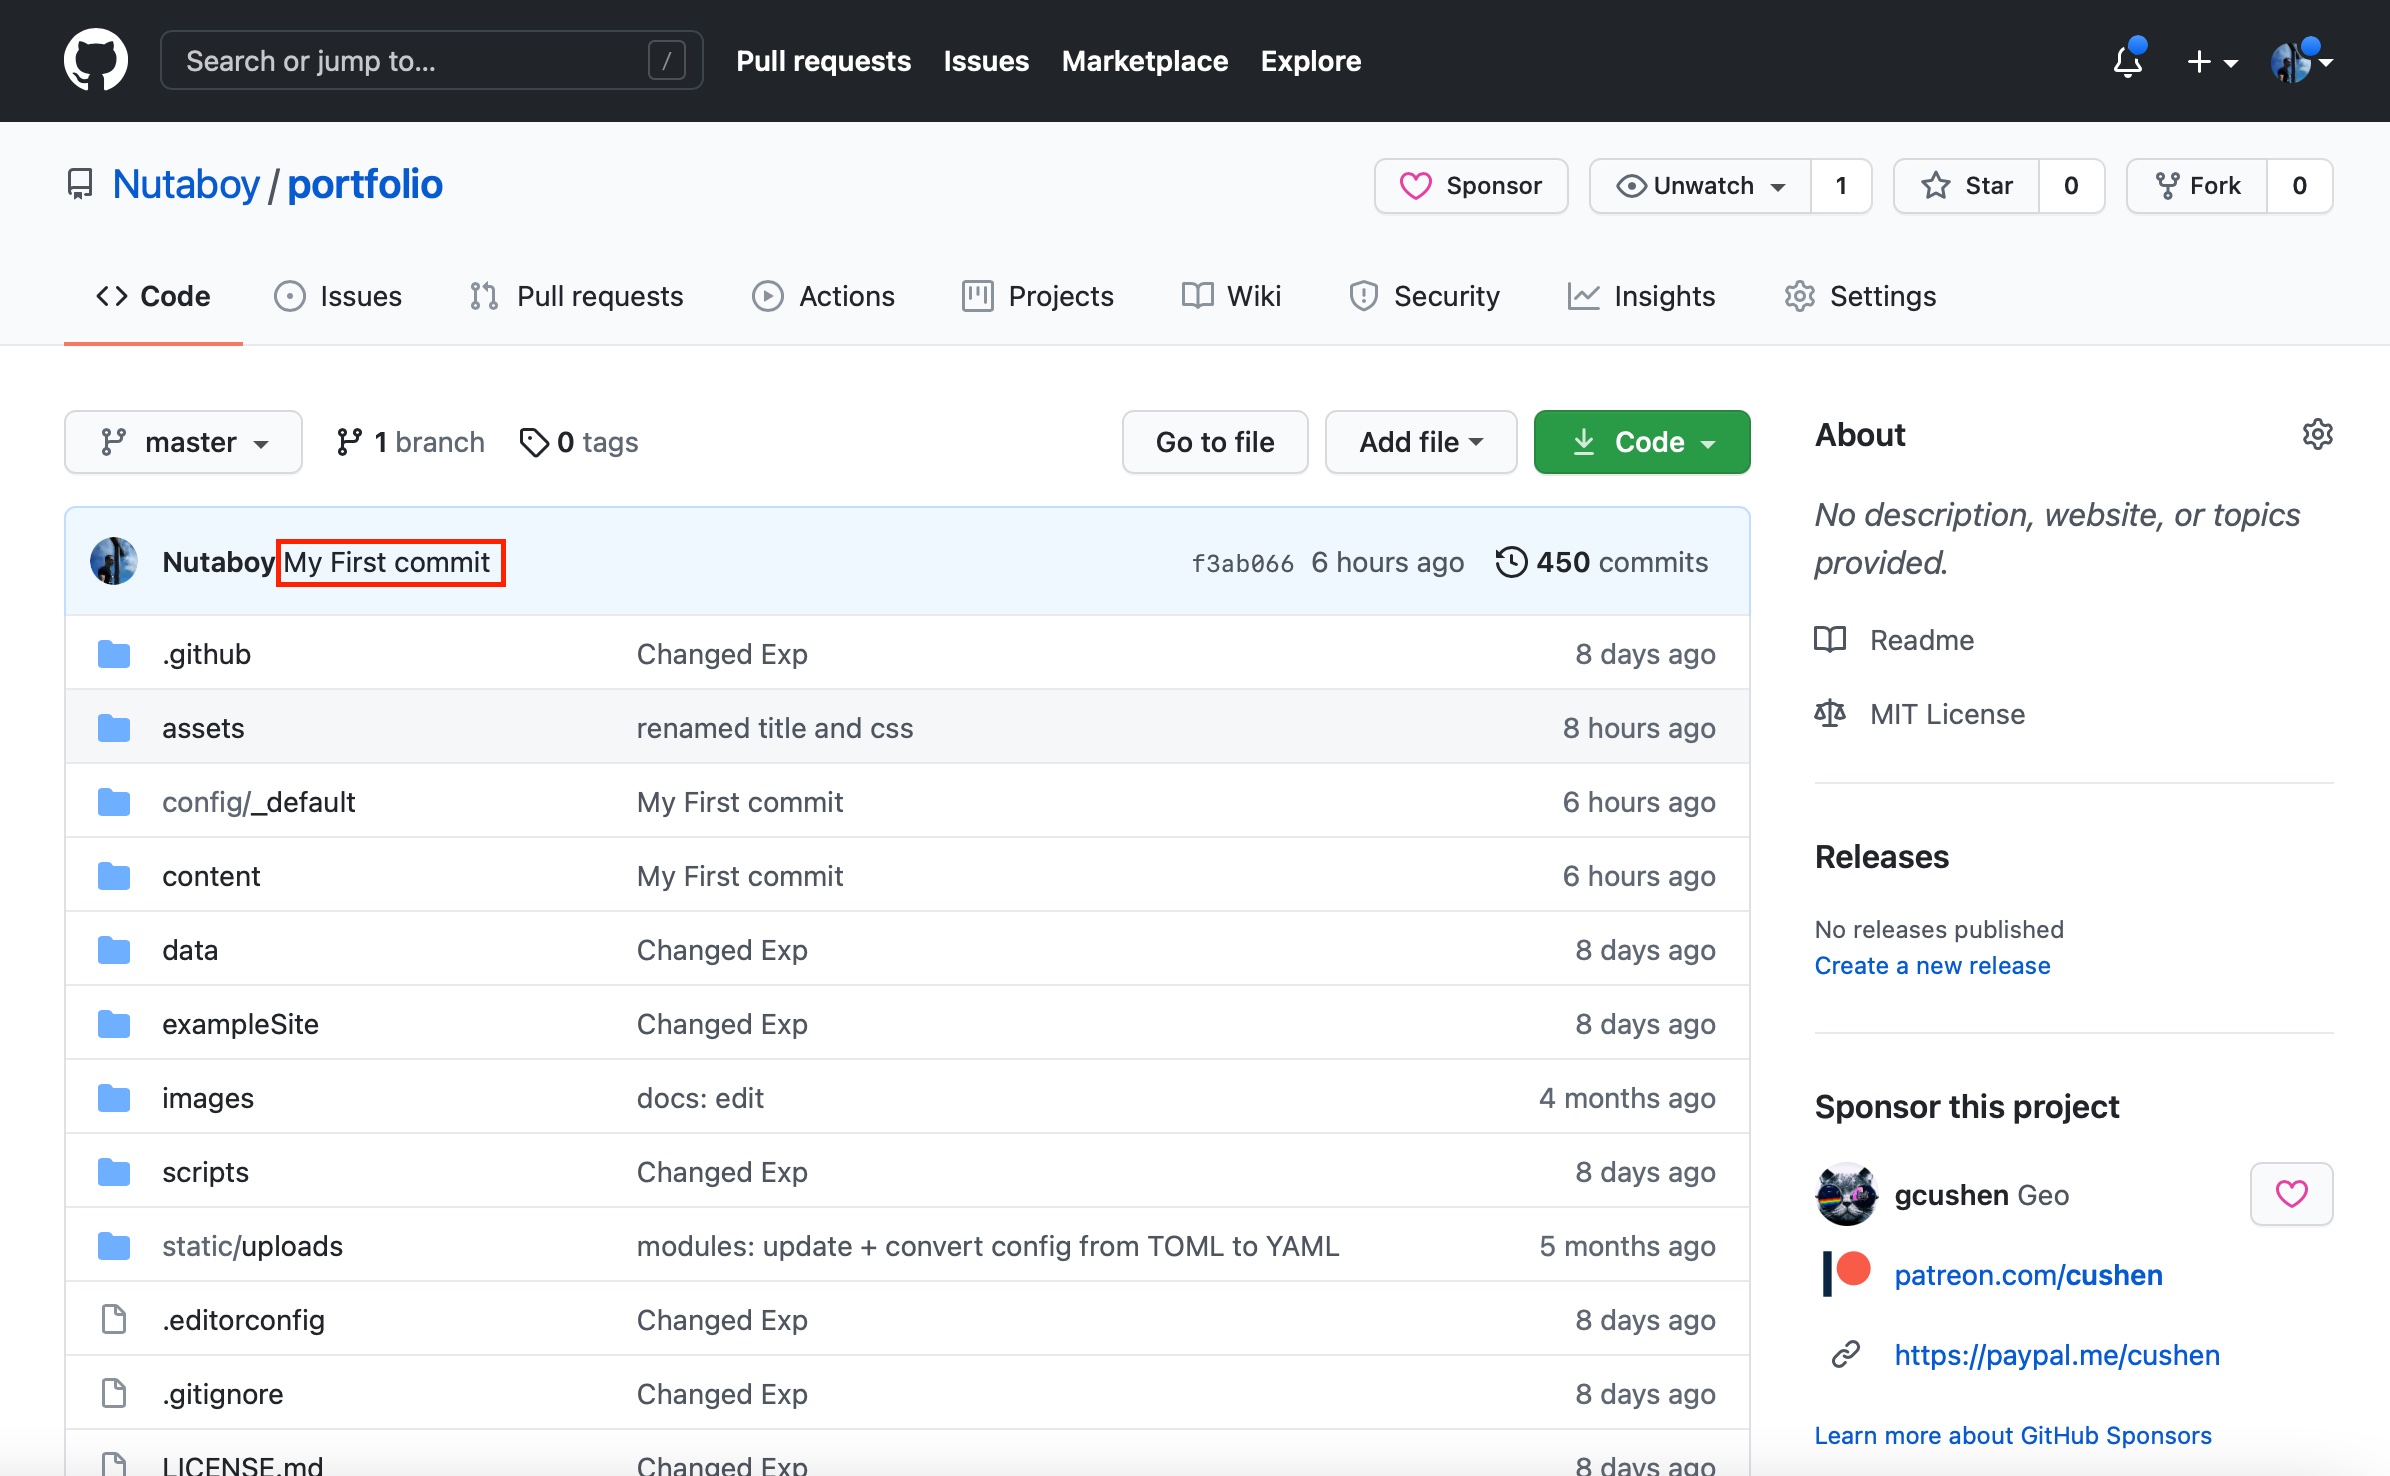 Search or jump to... /
Pull requests Issues Marketplace Explore
Nutaboy / portfolio
Sponsor Unwatch 1 Star 0 Fork 0
Code Issues Pull requests Actions Projects Wiki Security Insights Settings
master 1 branch 0 tags Go to file Add file Code
Nutaboy My First commit f3ab066 6 hours ago 450 commits
.github Changed Exp 8 days ago
assets renamed title and css 8 hours ago
config/_default My First commit 6 hours ago
content My First commit 6 hours ago
data Changed Exp 8 days ago
exampleSite Changed Exp 8 days ago
images docs: edit 4 months ago
scripts Changed Exp 8 days ago
static/uploads modules: update + convert config from TOML to YAML 5 months ago
.editorconfig Changed Exp 8 days ago
.gitignore Changed Exp 8 days ago
LICENSE.md Changed Exp 8 days ago
About
No description, website, or topics
provided.
Readme
MIT License
Releases
No releases published
Create a new release
Sponsor this project
gcushen Geo
patreon.com/cushen
https://paypal.me/cushen
Learn more about GitHub Sponsors